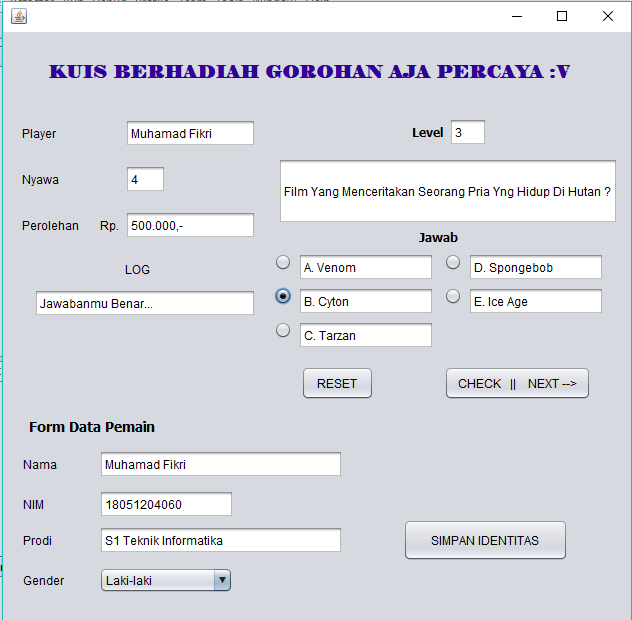 KUIS BERHADIAH GOROHAN AJA PERCAYA :V
Player Muhamad Fikri
Level 3
Nyawa 4
Film Yang Menceritakan Seorang Pria Yng Hidup Di Hutan ?
Perolehan Rp. 500.000,-
Jawab
LOG
A. Venom
D. Spongebob
Jawabanmu Benar...
B. Cyton
E. Ice Age
C. Tarzan
RESET
CHECK || NEXT -->
Form Data Pemain
Nama Muhamad Fikri
NIM 18051204060
Prodi S1 Teknik Informatika
SIMPAN IDENTITAS
Gender Laki-laki